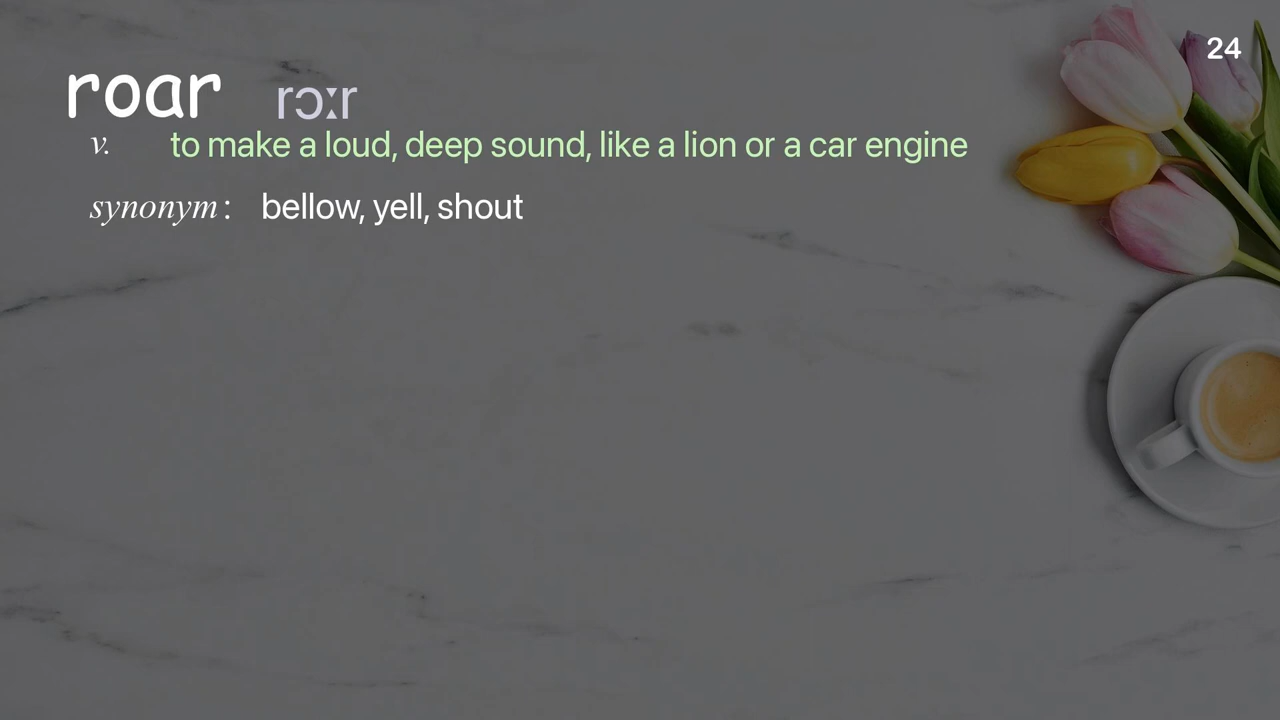 24
roar rɔːr
v. to make a loud, deep sound, like a lion or a car engine
synonym: bellow, yell, shout